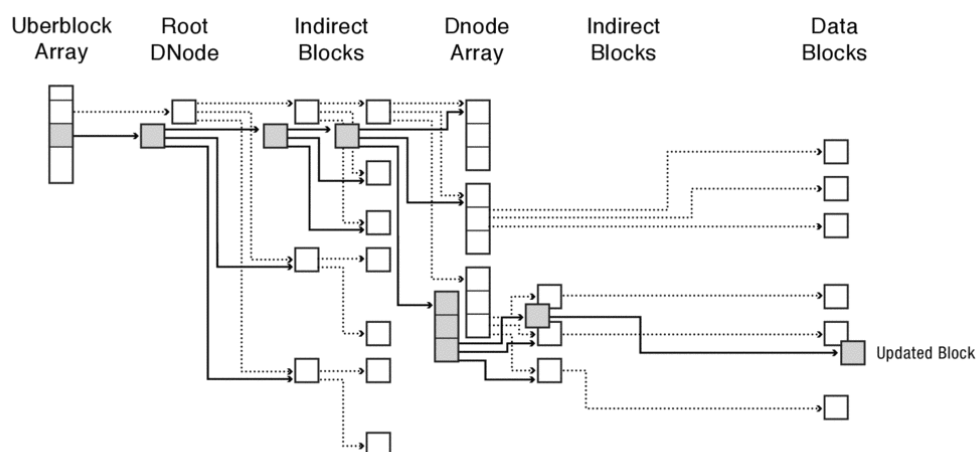 Uberblock
Array
Root
DNode
Indirect
Blocks
Dnode
Array
Indirect
Blocks
Data
Blocks
Updated Block